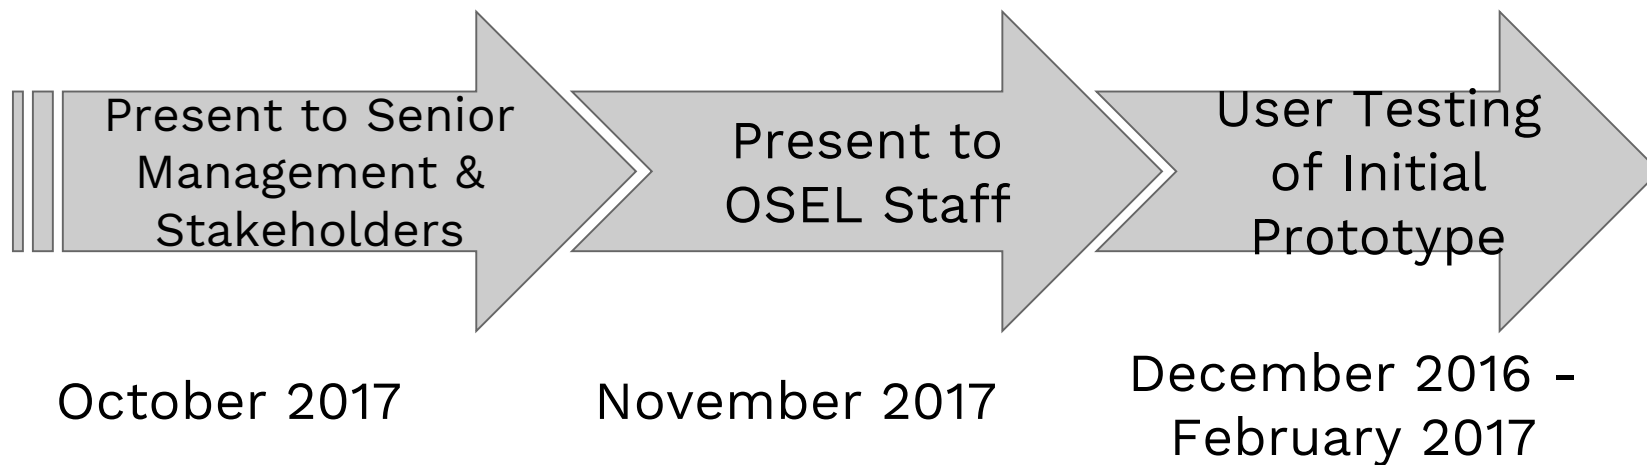 Present to Senior
Management &
Stakeholders
Present to
OSEL Staff
User Testing
of Initial
Prototype
October 2017
November 2017
December 2016 -
February 2017